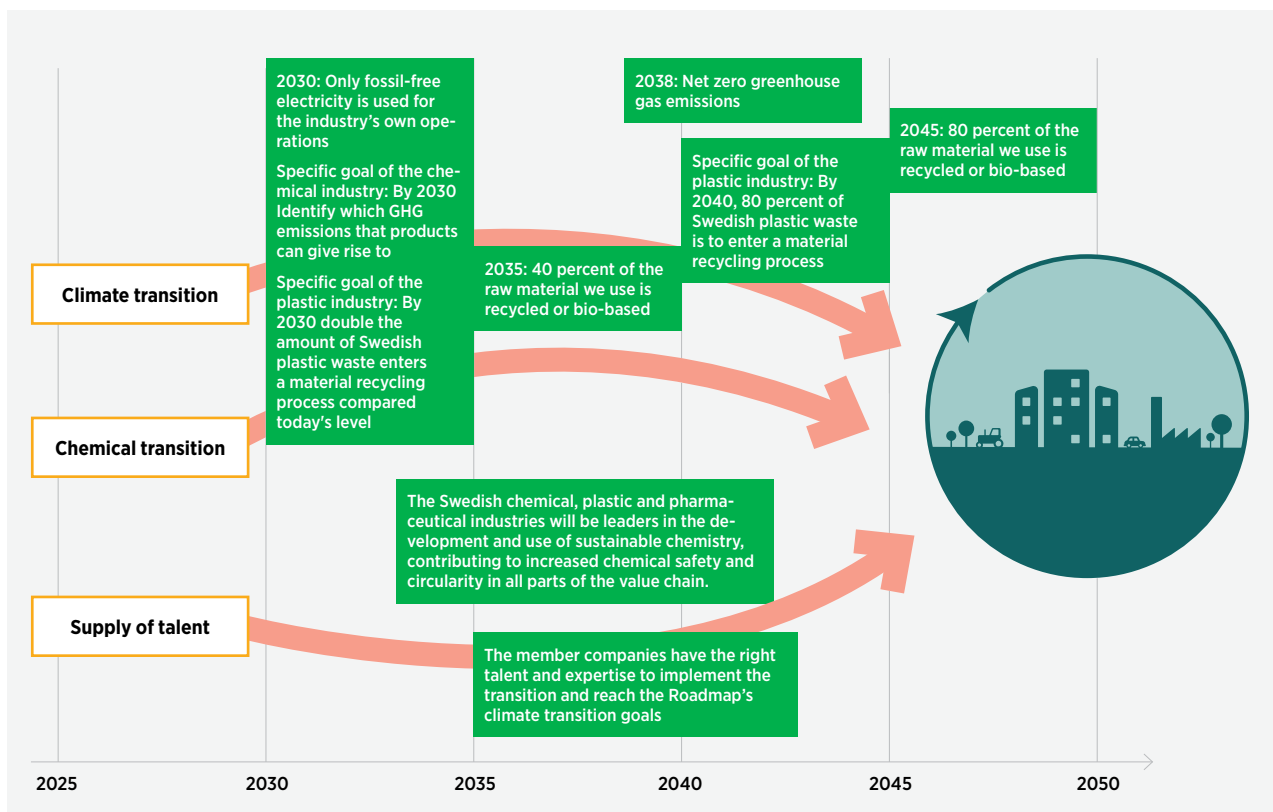 2030: Only fossil-free
electricity is used for
the industry's own ope-
rations
Specific goal of the che-
mical industry: By 2030
Identify which GHG
emissions that products
can give rise to
Specific goal of the
plastic industry: By
2030 double the
amount of Swedish
plastic waste enters
a material recycling
process compared
today's level
2035: 40 percent of the
raw material we use is
recycled or bio-based
2038: Net zero greenhouse
gas emissions
Specific goal of the
plastic industry: By
2040, 80 percent of
Swedish plastic waste
is to enter a material
recycling process
2045: 80 percent of the
raw material we use is
recycled or bio-based
Climate transition
Chemical transition
The Swedish chemical, plastic and pharma-
ceutical industries will be leaders in the de-
velopment and use of sustainable chemistry,
contributing to increased chemical safety and
circularity in all parts of the value chain.
Supply of talent
The member companies have the right
talent and expertise to implement the
transition and reach the Roadmap's
climate transition goals
2025 2030 2035 2040 2045 2050